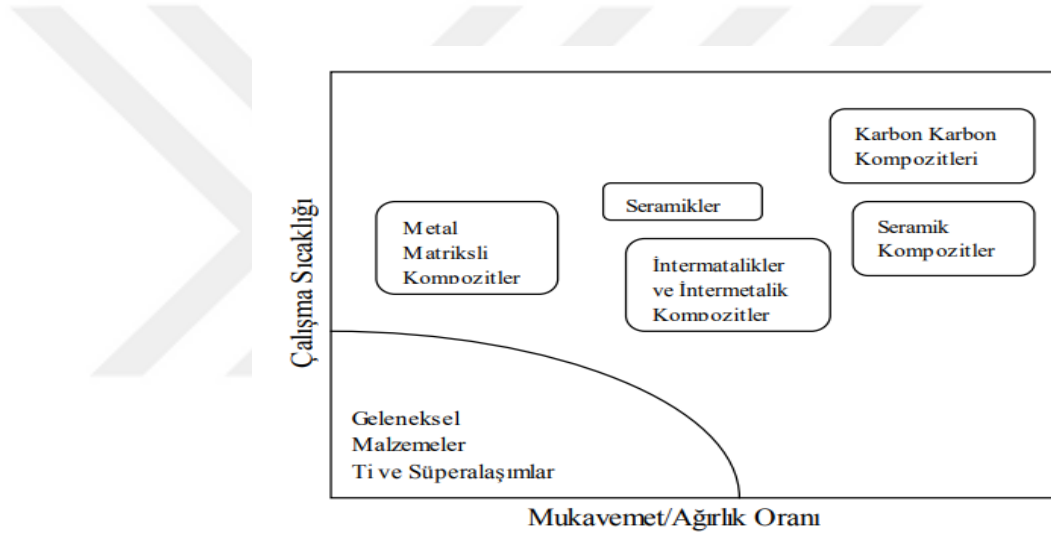 Çalışma Sıcaklığı
Karbon Karbon
Kompozitleri
Seramikler
Metal
Matriksli
Kompozitler
Seramik
Kompozitler
İntermatalikler
ve İntermetalik
Kompozitler
Geleneksel
Malzemeler
Ti ve Süperalaşımlar
Mukavemet/Ağırlık Oranı